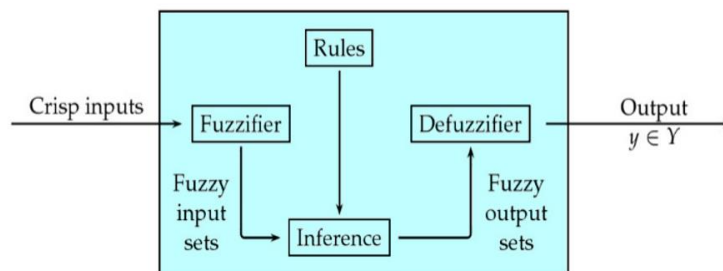 Rules
Crisp inputs
Fuzzifier
Defuzzifier
Output
y ∈ Y
Fuzzy
input
sets
Inference
Fuzzy
output
sets